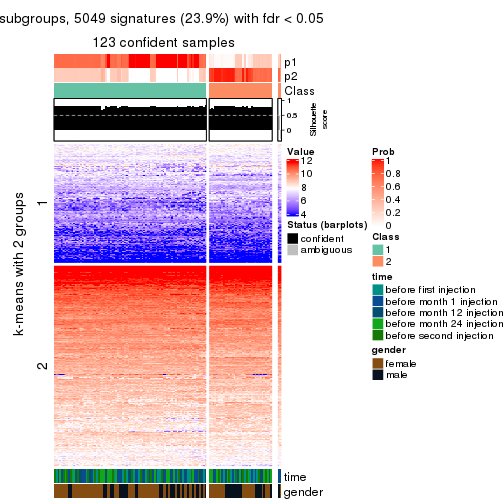 subgroups, 5049 signatures (23.9%) with fdr < 0.05
123 confident samples
p1
p2
Class
1
0.5
0
Silhouette
score
k-means with 2 groups
1
2
Value
12
10
8
6
4
Status (barplots)
confident
ambiguous
Prob
1
0.8
0.6
0.4
0.2
0
Class
1
2
time
before first injection
before month 1 injection
before month 12 injection
before month 24 injection
before second injection
gender
female
male
time
gender